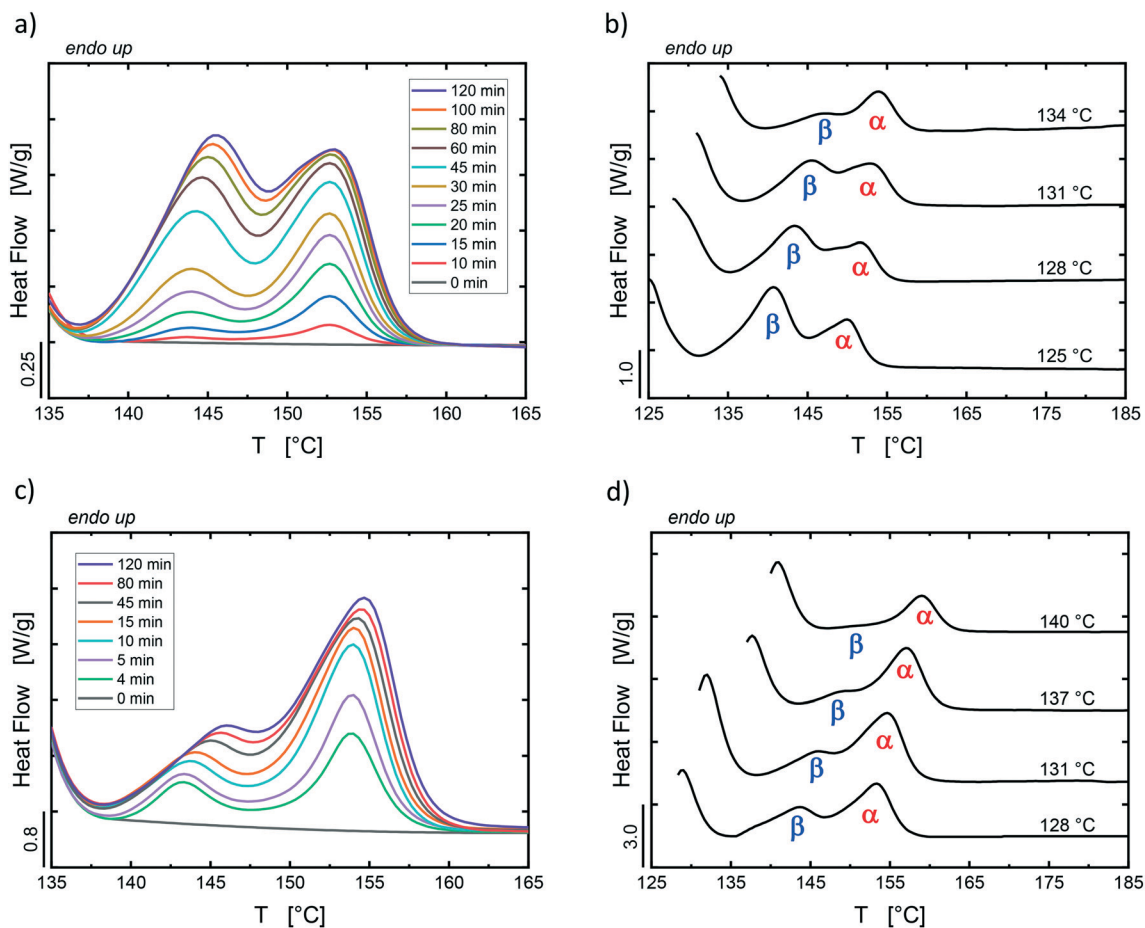 a)
endo up
Heat Flow [W/g]
0.25
120 min
100 min
80 min
60 min
45 min
30 min
25 min
20 min
15 min
10 min
0 min
135 140 145 150 155 160 165
T [°C]
b)
endo up
Heat Flow [W/g]
1.0
134 °C
β α
131 °C
β α
128 °C
β α
125 °C
β α
125 135 145 155 165 175 185
T [°C]
c)
endo up
Heat Flow [W/g]
0.8
120 min
80 min
45 min
15 min
10 min
5 min
4 min
0 min
135 140 145 150 155 160 165
T [°C]
d)
endo up
Heat Flow [W/g]
3.0
140 °C
β α
137 °C
β α
131 °C
β α
128 °C
β α
125 135 145 155 165 175 185
T [°C]